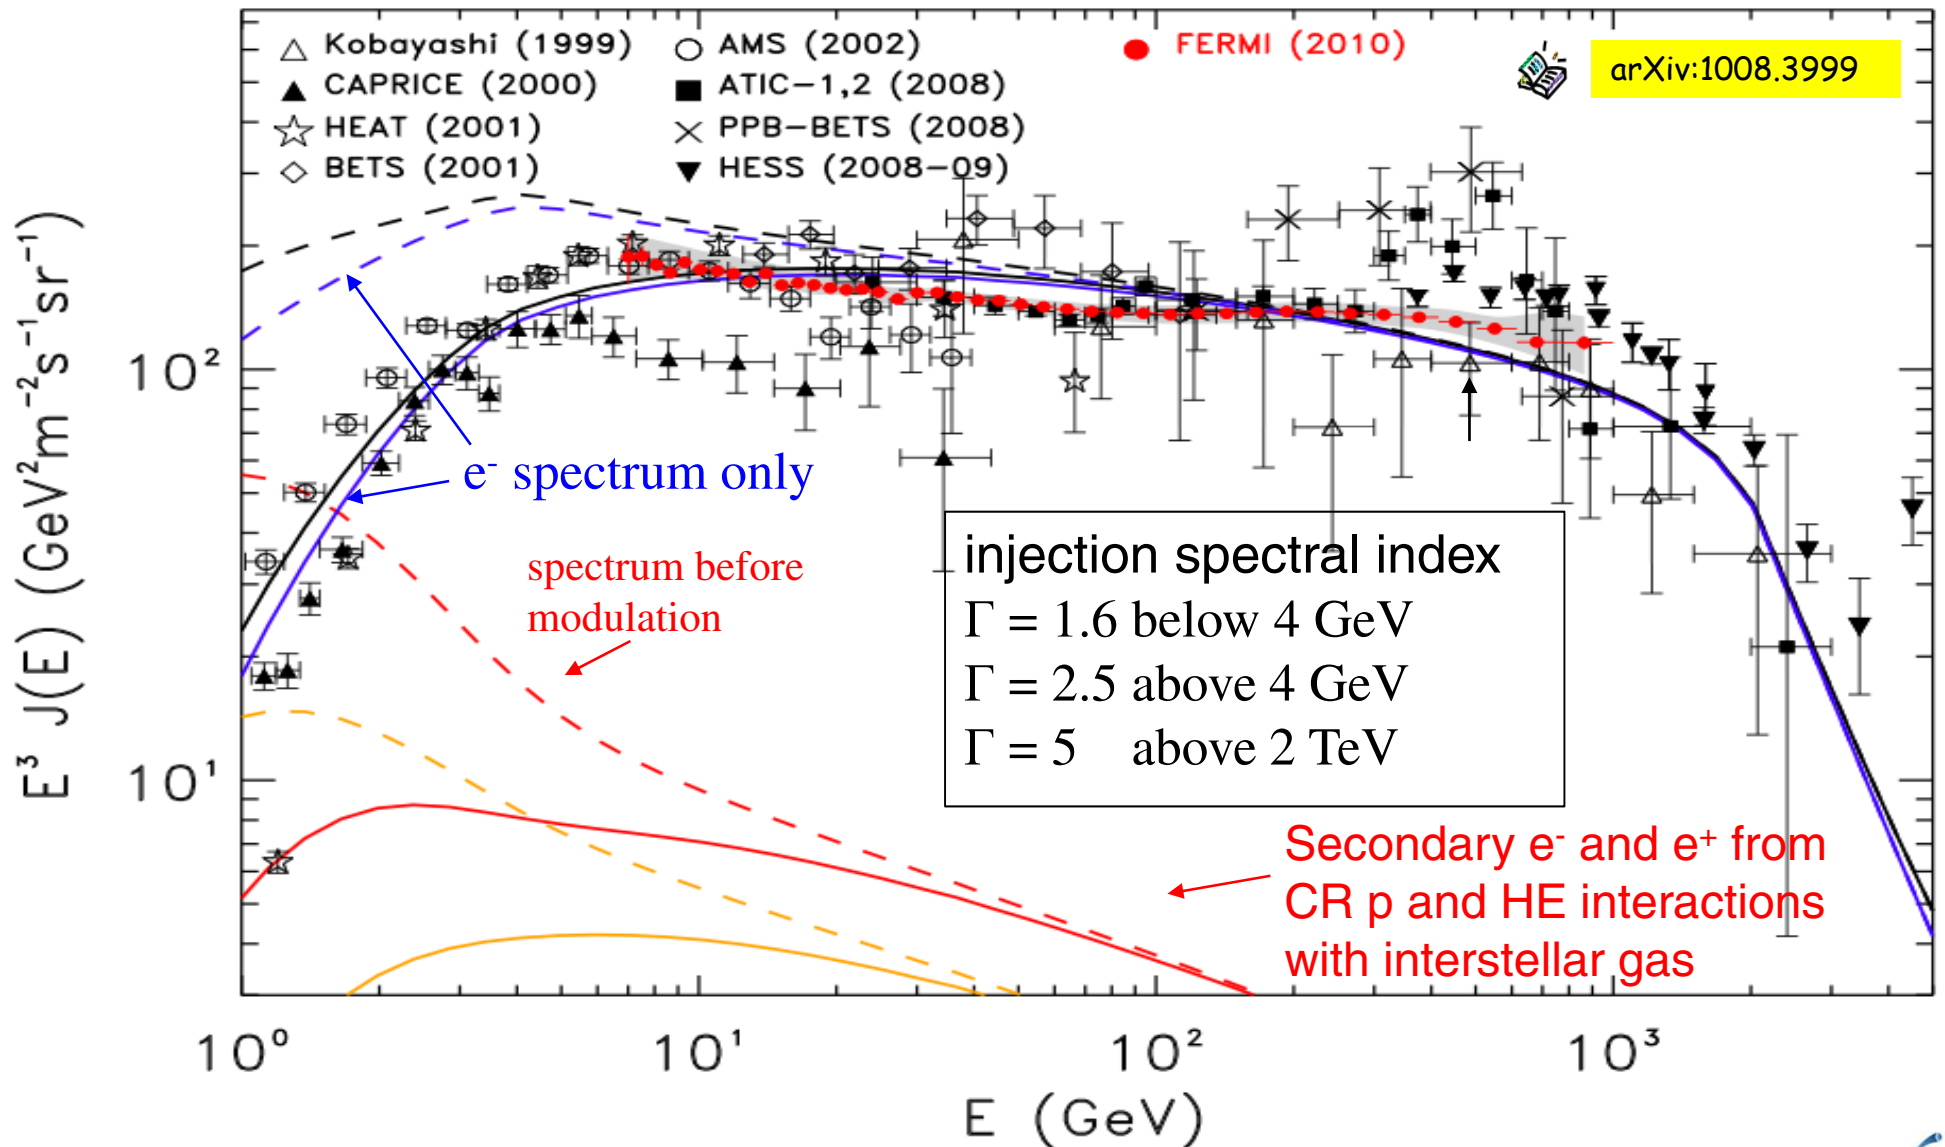 △ Kobayashi (1999)
▲ CAPRICE (2000)
☆ HEAT (2001)
◇ BETS (2001)
○ AMS (2002)
■ ATIC-1,2 (2008)
× PPB-BETS (2008)
▼ HESS (2008-09)
● FERMI (2010)
arXiv:1008.3999
E³ J(E) (GeV²m⁻²s⁻¹sr⁻¹)
10²
10¹
e⁻ spectrum only
spectrum before
modulation
injection spectral index
Γ = 1.6 below 4 GeV
Γ = 2.5 above 4 GeV
Γ = 5 above 2 TeV
Secondary e⁻ and e⁺ from
CR p and HE interactions
with interstellar gas
10⁰ 10¹ 10² 10³
E (GeV)